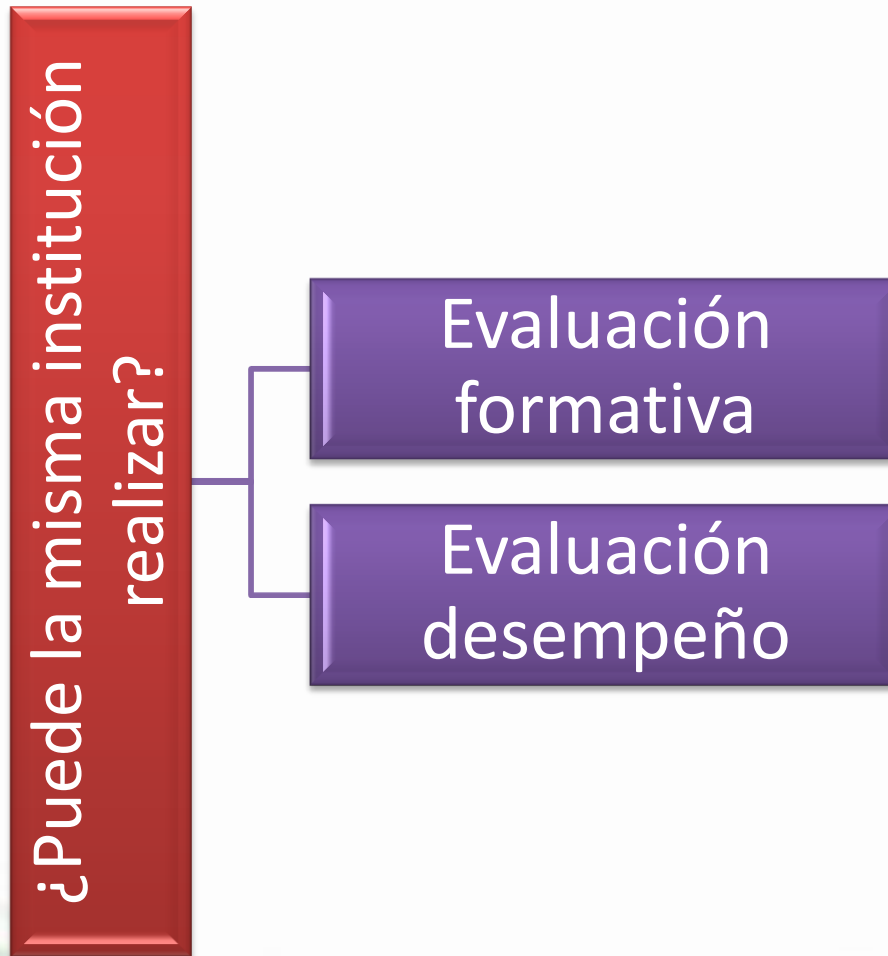 ¿Puede la misma institución
realizar?
Evaluación
formativa
Evaluación
desempeño